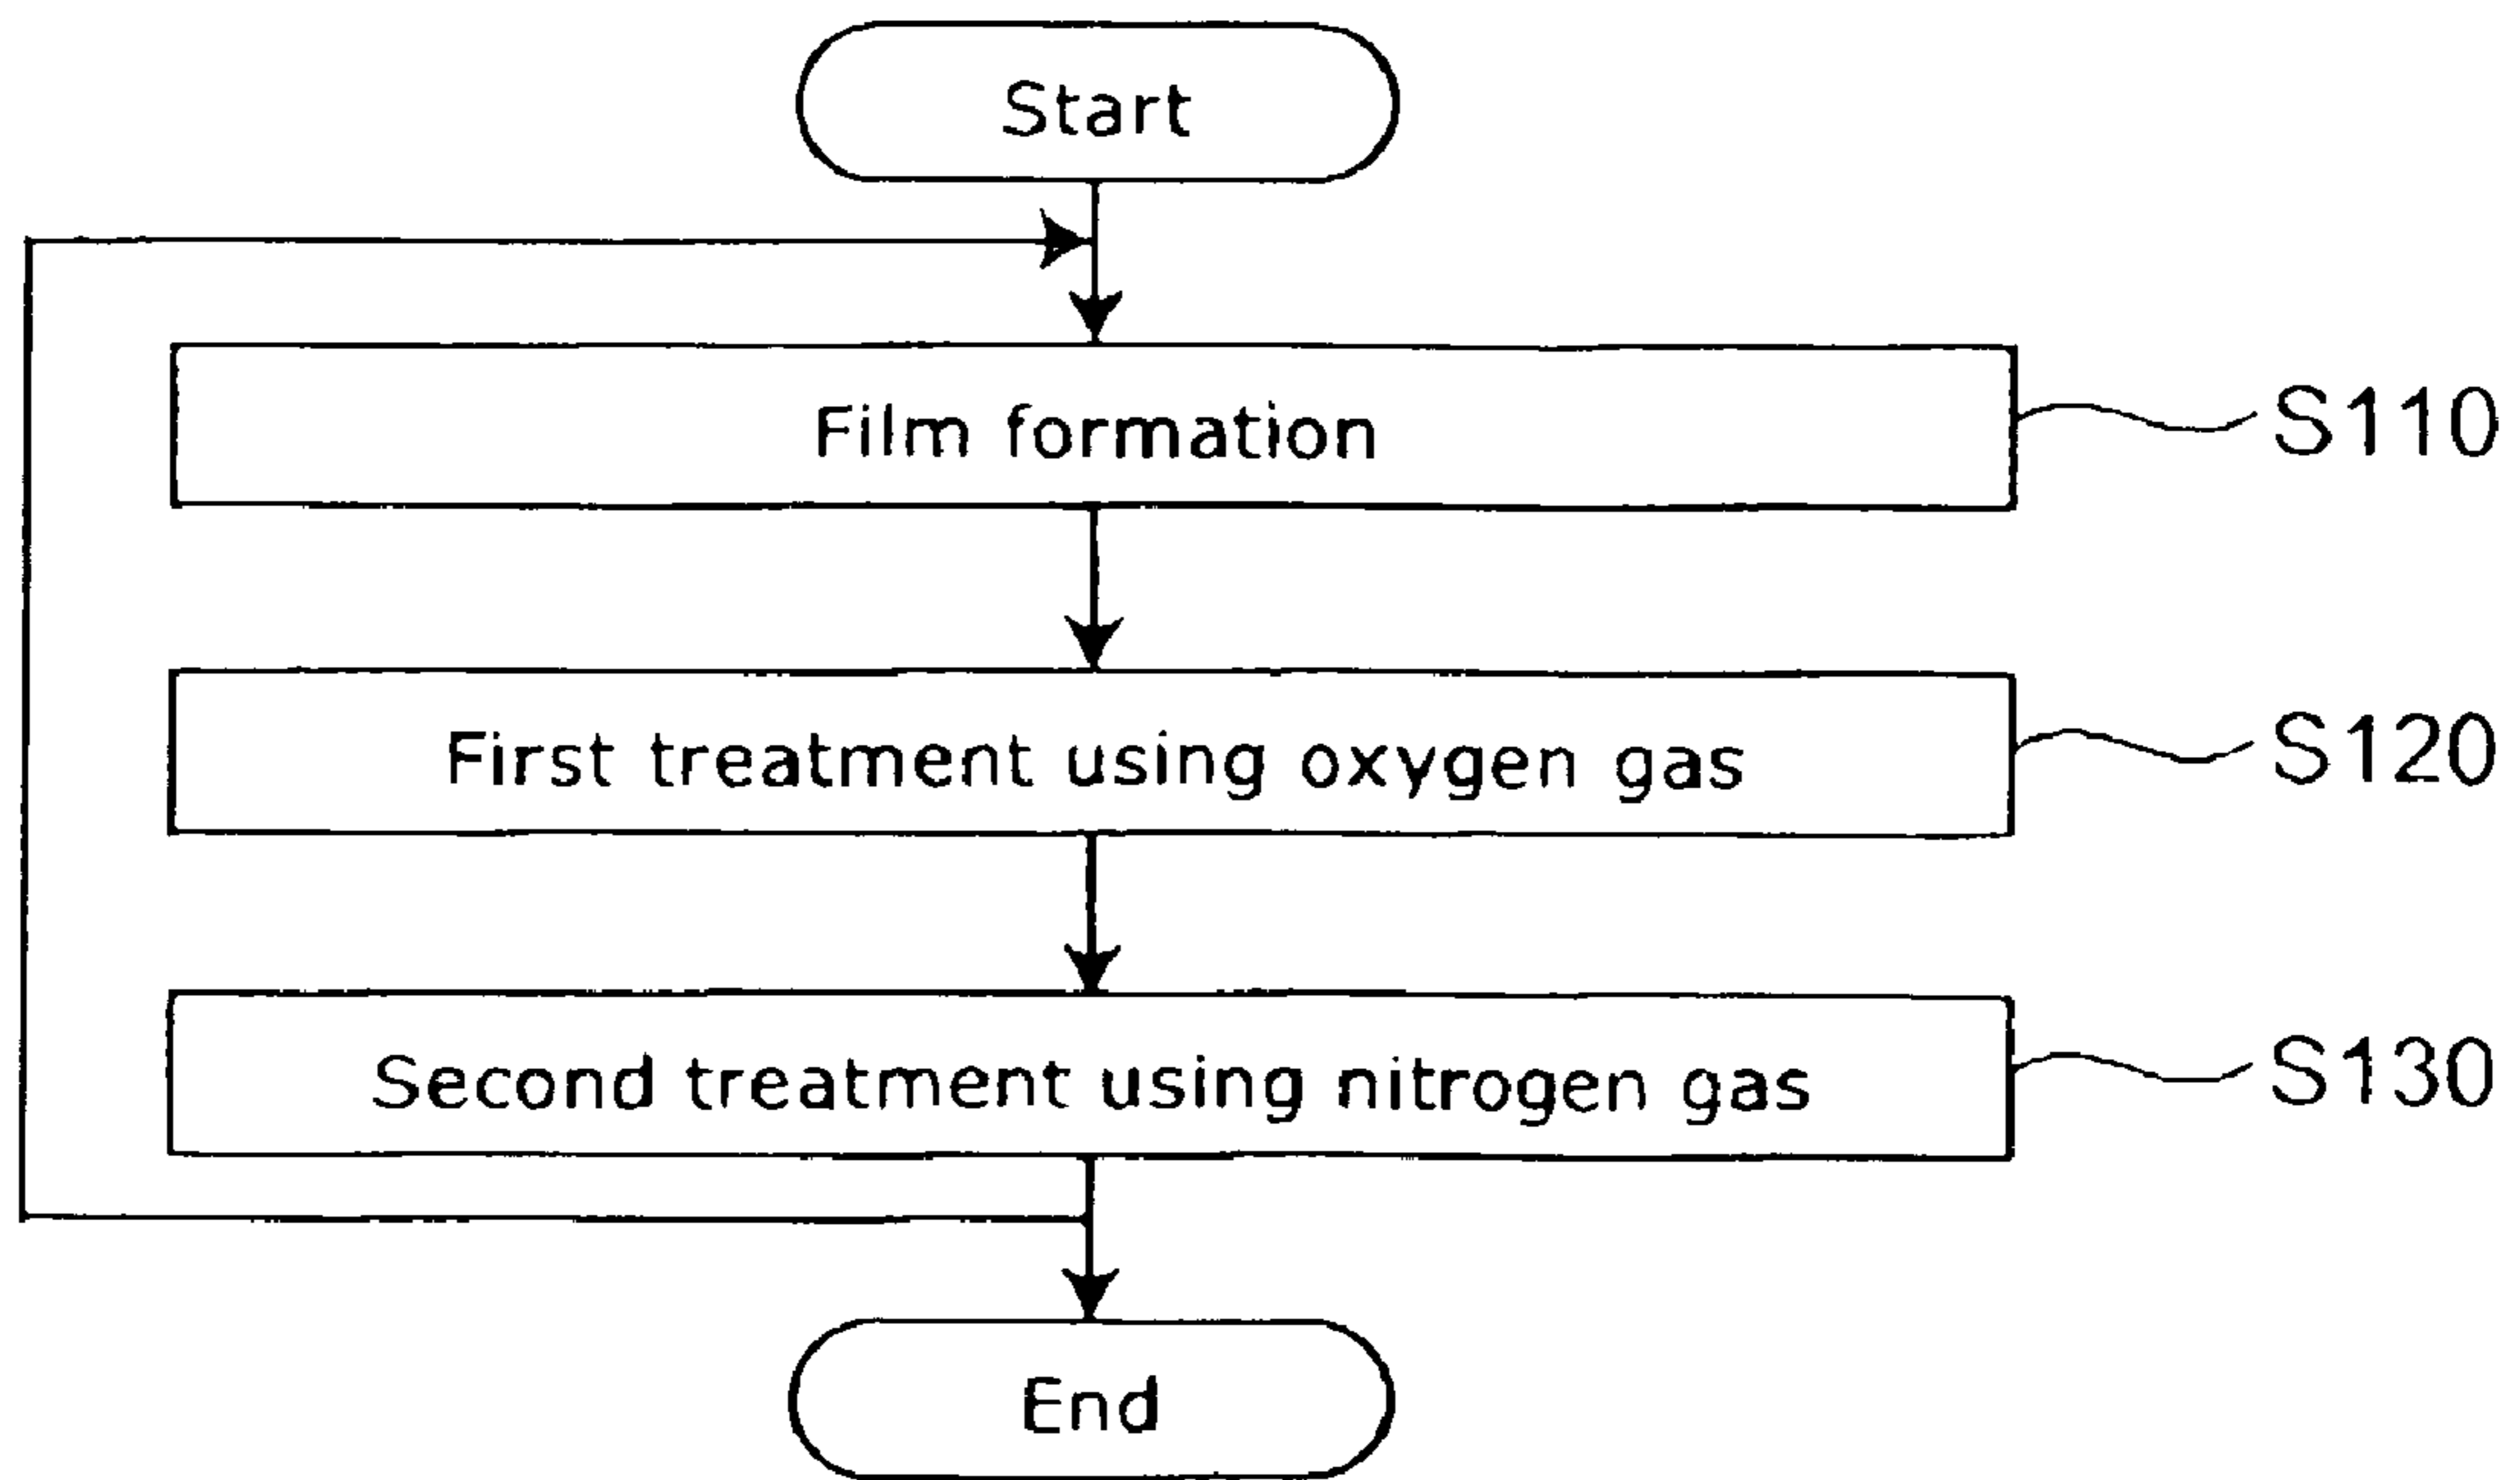 Start
Film formation
S110
First treatment using oxygen gas
S120
Second treatment using nitrogen gas
S130
End